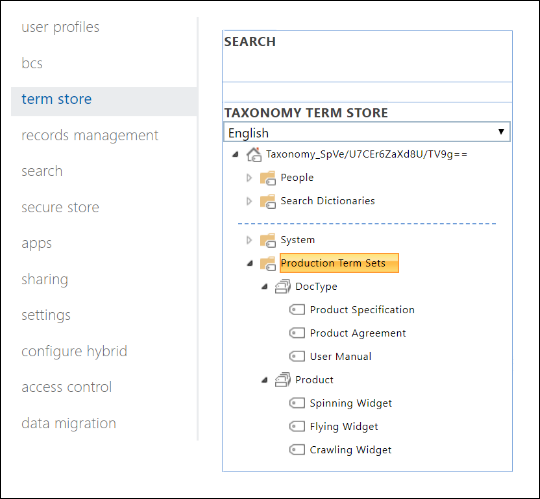 user profiles
bcs
term store
records management
search
secure store
apps
sharing
settings
configure hybrid
access control
data migration
SEARCH
TAXONOMY TERM STORE
English
Taxonomy_SpVe/U7CEr6ZaXd8U/TV9g==
People
Search Dictionaries
System
Production Term Sets
DocType
Product Specification
Product Agreement
User Manual
Product
Spinning Widget
Flying Widget
Crawling Widget